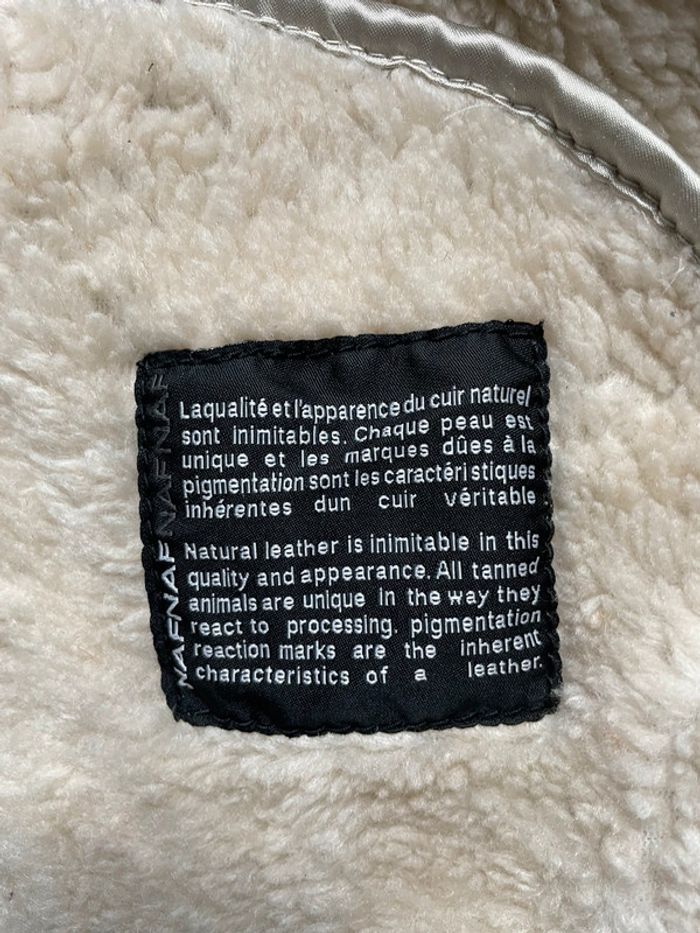 Laqualité et l'apparence du cuir naturel
sont inimitables. Chaque peau est
unique et les marques dûes à la
pigmentation sont les caractéri stiques
inhérentes dun cuir véritable
Natural leather is inimitable in this
quality and appearance. All tanned
animals are unique in the way they
react to processing. pigmentation
reaction marks are the inherent
characteristics of a leather.
NAFNAFNAFNAF